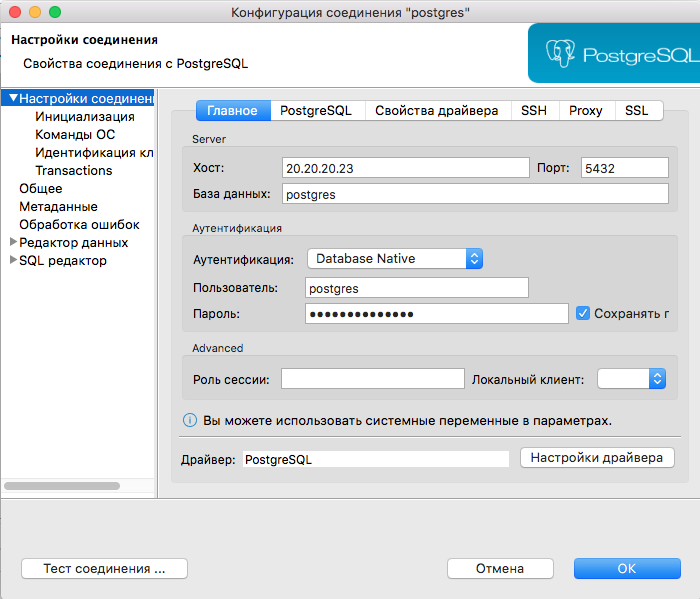 Конфигурация соединения "postgres"
Настройки соединения
Свойства соединения с PostgreSQL
PostgreSQL
Настройки соединен
Инициализация
Команды ОС
Идентификация кл
Transactions
Общее
Метаданные
Обработка ошибок
Редактор данных
SQL редактор
Главное PostgreSQL Свойства драйвера SSH Proxy SSL
Server
Хост: 20.20.20.23 Порт: 5432
База данных: postgres
Аутентификация
Аутентификация: Database Native
Пользователь: postgres
Пароль: •••••••••••••• Сохранять п
Advanced
Роль сессии: Локальный клиент:
Вы можете использовать системные переменные в параметрах.
Драйвер: PostgreSQL Настройки драйвера
Тест соединения ... Отмена ОК